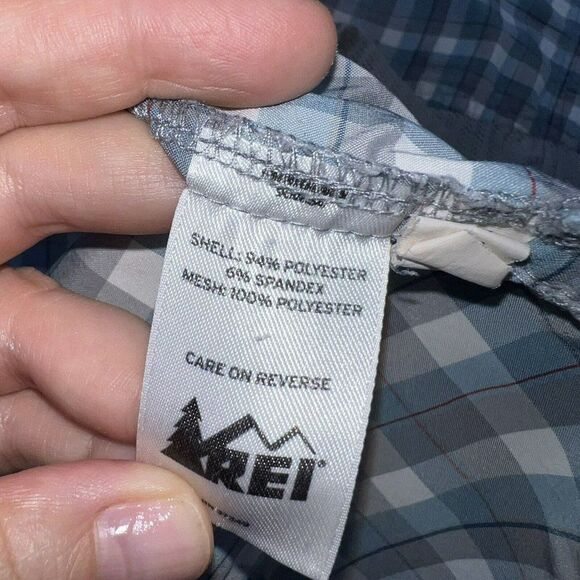 SHELL: 94% POLYESTER
6% SPANDEX
MESH: 100% POLYESTER
CARE ON REVERSE
REI®